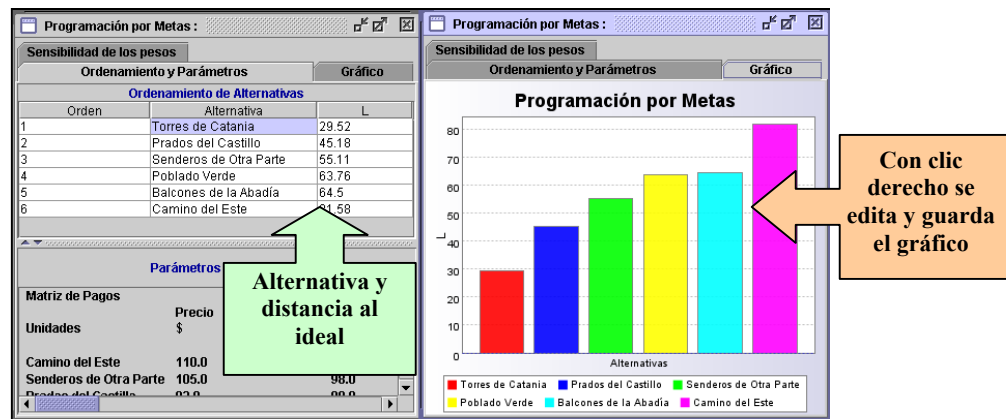 Programación por Metas :
Sensibilidad de los pesos
Ordenamiento y Parámetros Gráfico
Ordenamiento de Alternativas
Orden Alternativa L
1 Torres de Catania 29.52
2 Prados del Castillo 45.18
3 Senderos de Otra Parte 55.11
4 Poblado Verde 63.76
5 Balcones de la Abadía 64.5
6 Camino del Este 81.58
Parámetros
Matriz de Pagos
Precio
Unidades $
Camino del Este 110.0
Senderos de Otra Parte 105.0 98.0
Prados del Castillo
Alternativa y
distancia al
ideal
Programación por Metas :
Sensibilidad de los pesos
Ordenamiento y Parámetros Gráfico
Programación por Metas
80
70
60
50
40
30
20
10
0
L
Alternativas
Torres de Catania Prados del Castillo Senderos de Otra Parte
Poblado Verde Balcones de la Abadía Camino del Este
Con clic
derecho se
edita y guarda
el gráfico